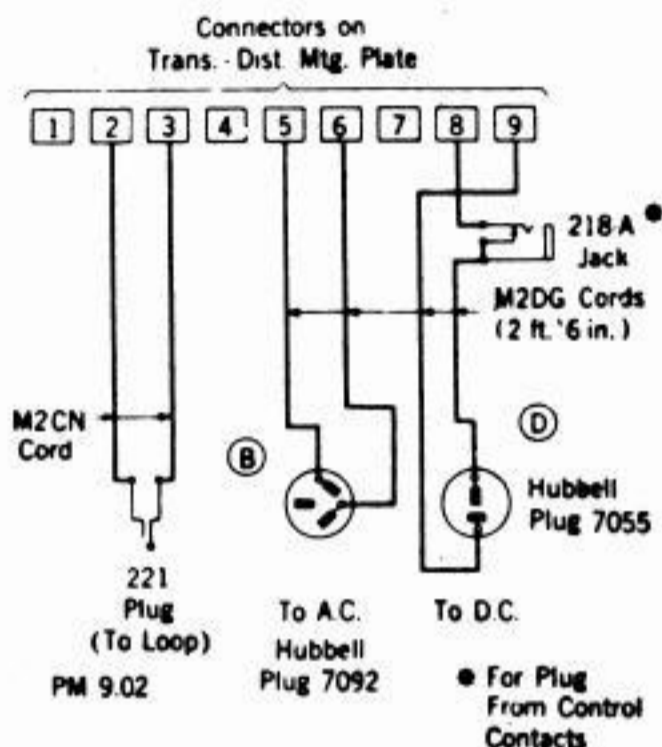 Connectors on
Trans. - Dist. Mtg. Plate
1 2 3 4 5 6 7 8 9
218-A ●
Jack
M2DG Cords
(2 ft. '6 in.)
M2CN
Cord
B
D
Hubbell
Plug 7055
221
Plug
(To Loop)
To A.C.
Hubbell
Plug 7092
To D.C.
PM 9.02
● For Plug
From Control
Contacts